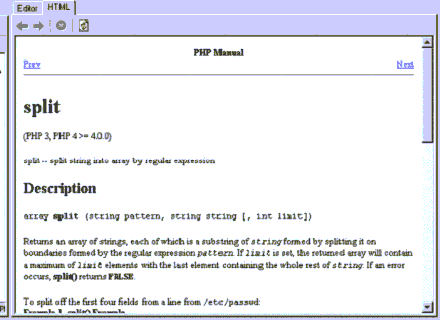 Editor HTML
PHP Manual
Prev Next
split
(PHP 3, PHP 4 >= 4.0.0)
split -- split string into array by regular expression
Description
array split (string pattern, string string [, int limit])
Returns an array of strings, each of which is a substring of string formed by splitting it on
boundaries formed by the regular expression pattern. If limit is set, the returned array will contain
a maximum of limit elements with the last element containing the whole rest of string. If an error
occurs, split() returns FALSE.
To split off the first four fields from a line from /etc/passwd:
Example 1. split() Example